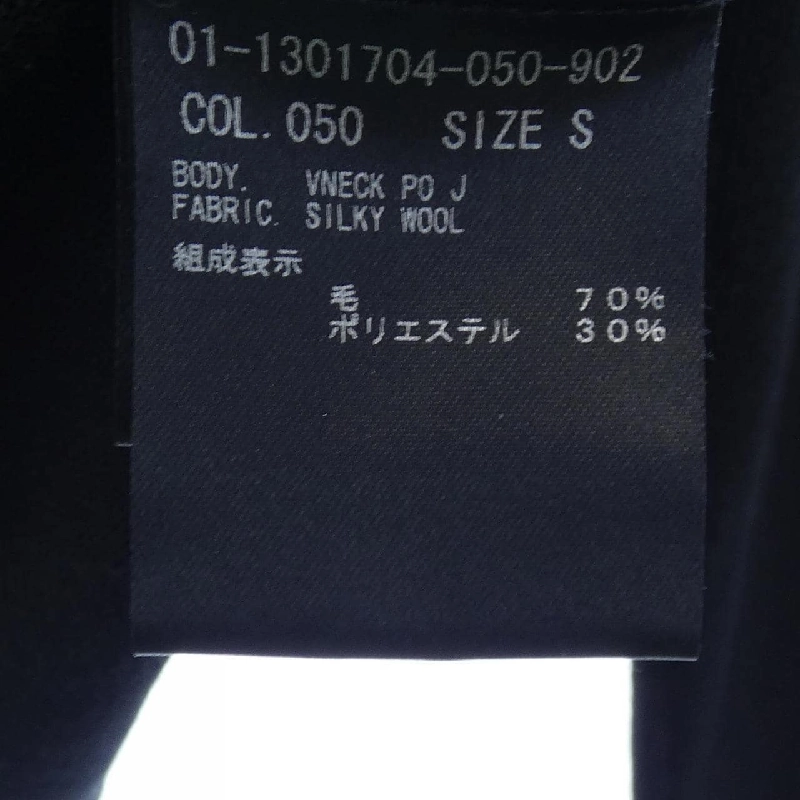 01-1301704-050-902
COL.050 SIZE S
BODY. VNECK PO J
FABRIC. SILKY WOOL
組成表示
毛 70%
ポリエステル 30%